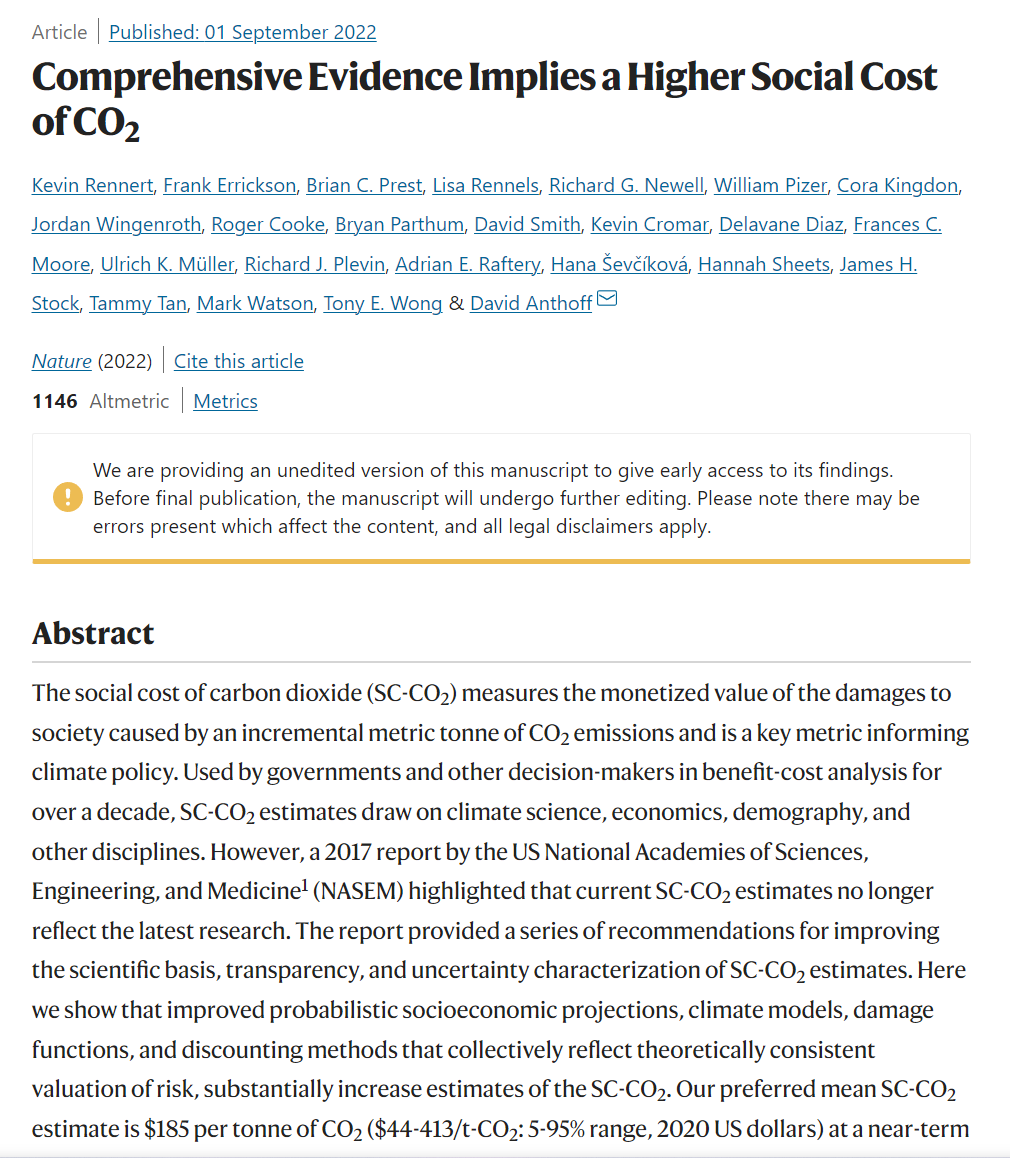 Article | Published: 01 September 2022
Comprehensive Evidence Implies a Higher Social Cost
of CO₂
Kevin Rennert, Frank Errickson, Brian C. Prest, Lisa Rennels, Richard G. Newell, William Pizer, Cora Kingdon,
Jordan Wingenroth, Roger Cooke, Bryan Parthum, David Smith, Kevin Cromar, Delavane Diaz, Frances C.
Moore, Ulrich K. Müller, Richard J. Plevin, Adrian E. Raftery, Hana Ševčíková, Hannah Sheets, James H.
Stock, Tammy Tan, Mark Watson, Tony E. Wong & David Anthoff
Nature (2022) | Cite this article
1146 Altmetric | Metrics
We are providing an unedited version of this manuscript to give early access to its findings.
Before final publication, the manuscript will undergo further editing. Please note there may be
errors present which affect the content, and all legal disclaimers apply.
Abstract
The social cost of carbon dioxide (SC-CO₂) measures the monetized value of the damages to
society caused by an incremental metric tonne of CO₂ emissions and is a key metric informing
climate policy. Used by governments and other decision-makers in benefit-cost analysis for
over a decade, SC-CO₂ estimates draw on climate science, economics, demography, and
other disciplines. However, a 2017 report by the US National Academies of Sciences,
Engineering, and Medicine¹ (NASEM) highlighted that current SC-CO₂ estimates no longer
reflect the latest research. The report provided a series of recommendations for improving
the scientific basis, transparency, and uncertainty characterization of SC-CO₂ estimates. Here
we show that improved probabilistic socioeconomic projections, climate models, damage
functions, and discounting methods that collectively reflect theoretically consistent
valuation of risk, substantially increase estimates of the SC-CO₂. Our preferred mean SC-CO₂
estimate is $185 per tonne of CO₂ ($44-413/t-CO₂: 5-95% range, 2020 US dollars) at a near-term